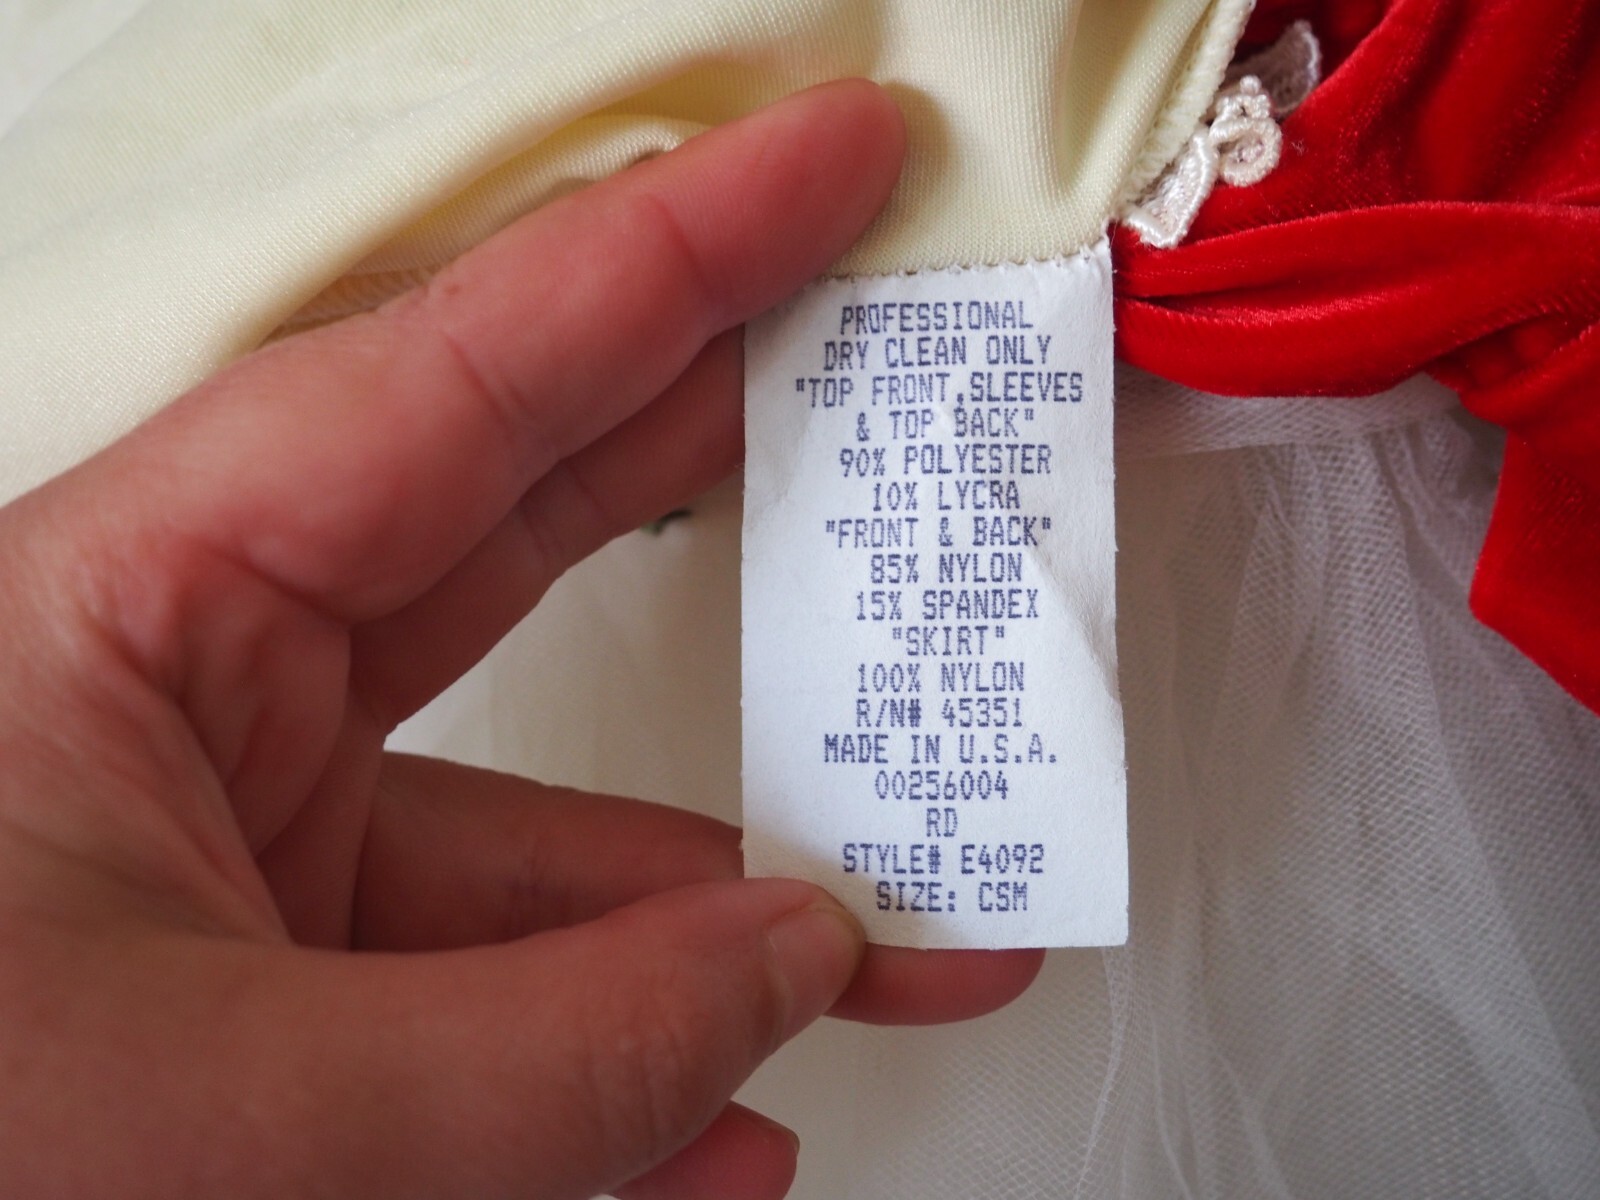 PROFESSIONAL
DRY CLEAN ONLY
"TOP FRONT,SLEEVES
& TOP BACK"
90% POLYESTER
10% LYCRA
"FRONT & BACK"
85% NYLON
15% SPANDEX
"SKIRT"
100% NYLON
R/N# 45351
MADE IN U.S.A.
00256004
RD
STYLE# E4092
SIZE: CSM